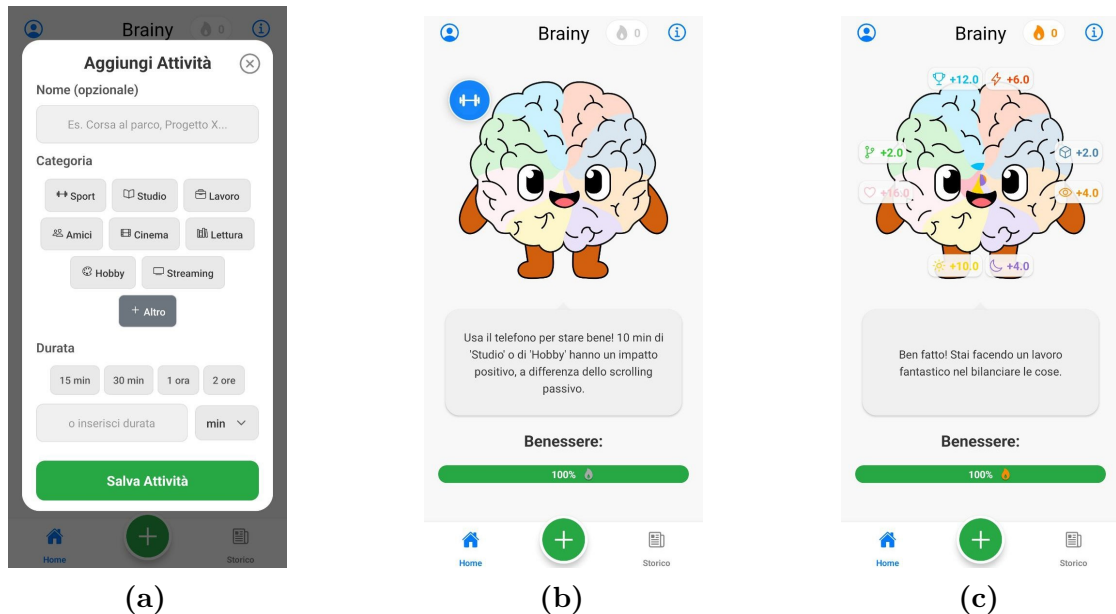 Brainy 0
Aggiungi Attività
Nome (opzionale)
Es. Corsa al parco, Progetto X...
Categoria
Sport Studio Lavoro
Amici Cinema Lettura
Hobby Streaming
+ Altro
Durata
15 min 30 min 1 ora 2 ore
o inserisci durata min
Salva Attività
Home Storico
(a)
Brainy 0
Usa il telefono per stare bene! 10 min di
'Studio' o di 'Hobby' hanno un impatto
positivo, a differenza dello scrolling
passivo.
Benessere:
100%
Home Storico
(b)
Brainy 0
+12.0 +6.0
+2.0 +2.0
+16.0 +4.0
+10.0 +4.0
Ben fatto! Stai facendo un lavoro
fantastico nel bilanciare le cose.
Benessere:
100%
Home Storico
(c)